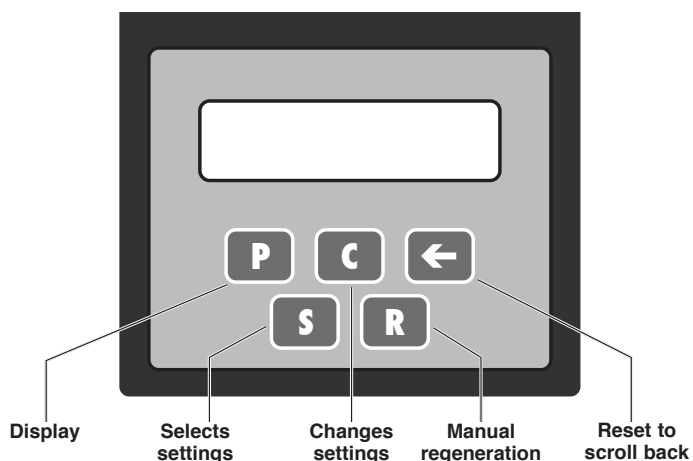 P C ←
S R
Display
Selects
settings
Changes
settings
Manual
regeneration
Reset to
scroll back